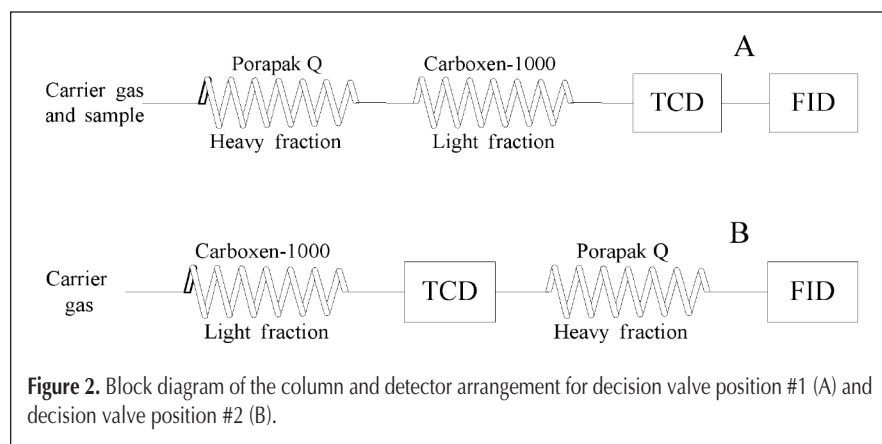 A
Porapak Q
Carboxen-1000
Carrier gas
and sample
TCD
FID
Heavy fraction
Light fraction
B
Carboxen-1000
Porapak Q
Carrier
gas
TCD
FID
Light fraction
Heavy fraction
Figure 2. Block diagram of the column and detector arrangement for decision valve position #1 (A) and
decision valve position #2 (B).